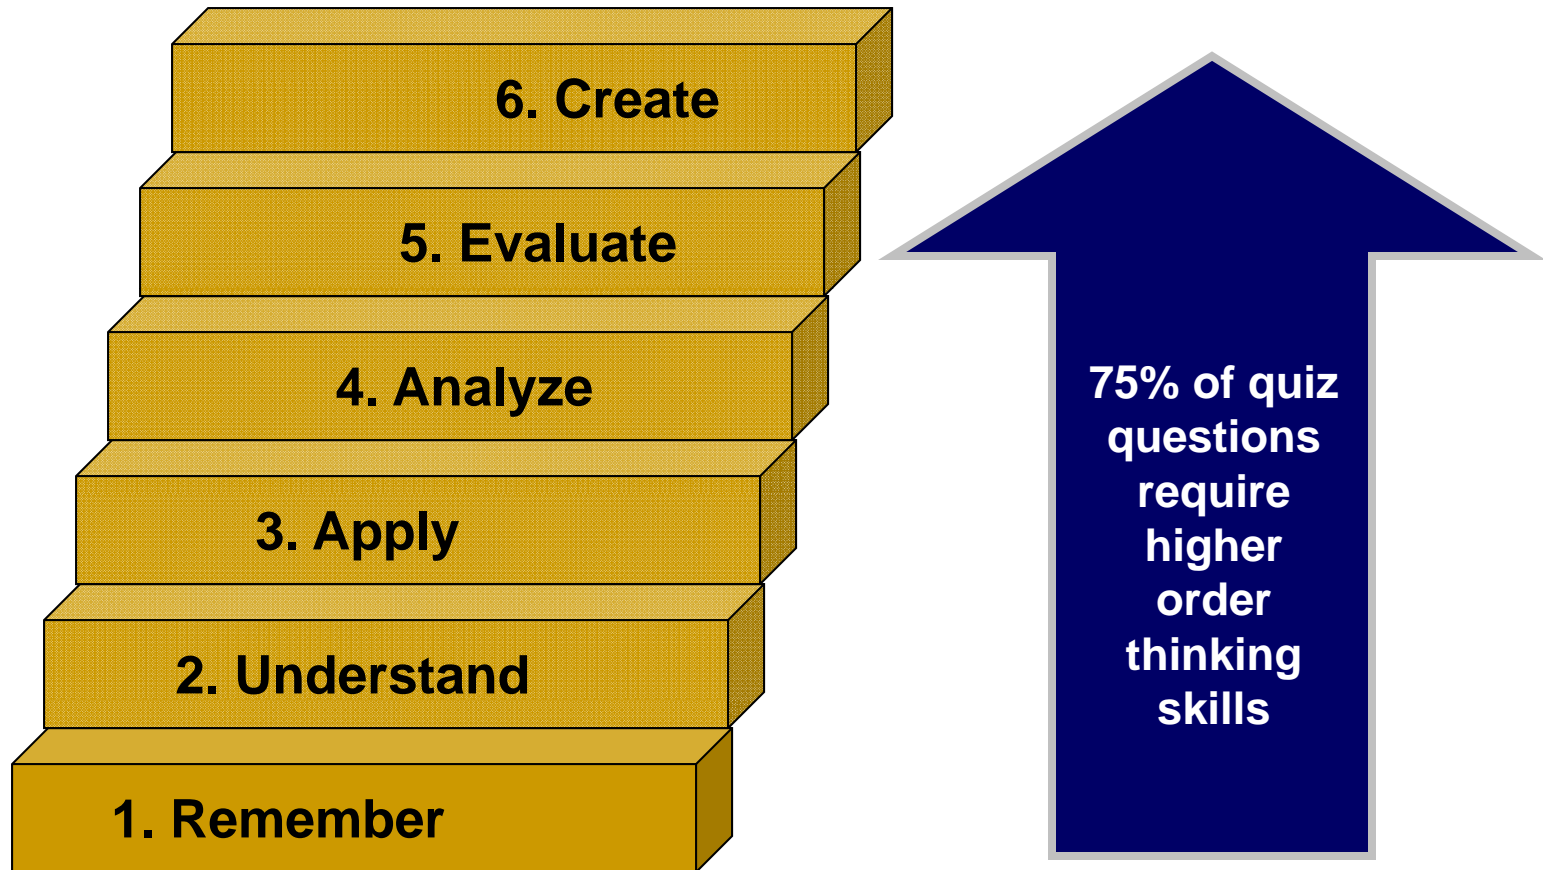 6. Create
5. Evaluate
4. Analyze
3. Apply
2. Understand
1. Remember
75% of quiz
questions
require
higher
order
thinking
skills